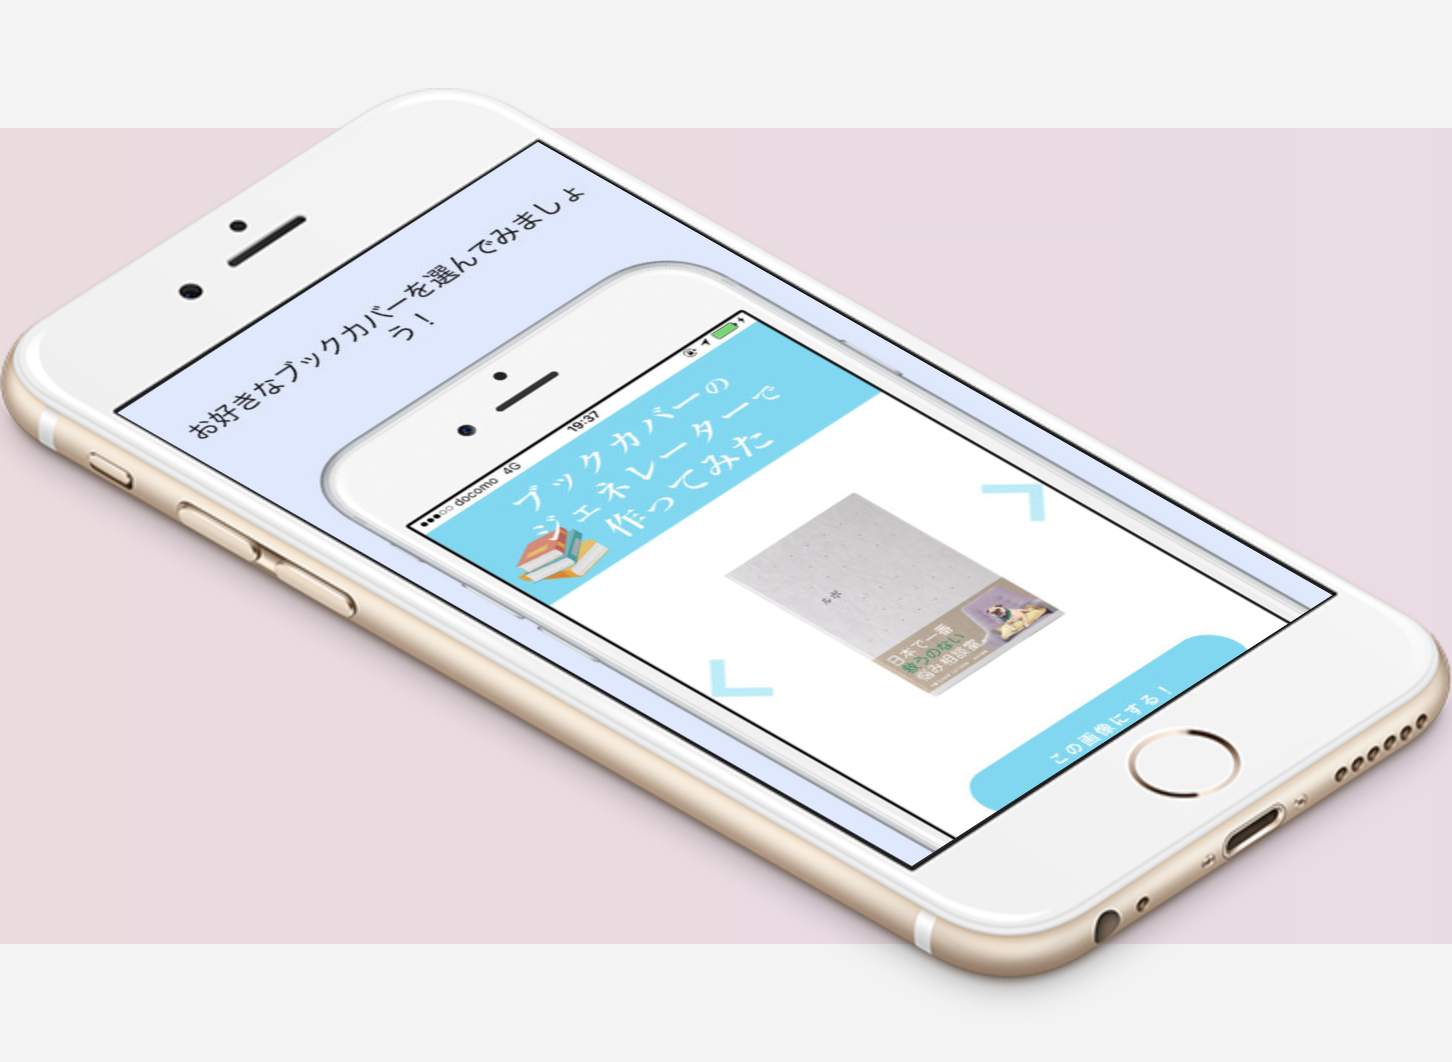 お好きなブックカバーを選んでみましょ
う！
docomo 4G
19:37
ブックカバーの
ジェネレーターで
作ってみた
ルポ
日本で一番
救うのない
悩み相談室。
この画像にする！